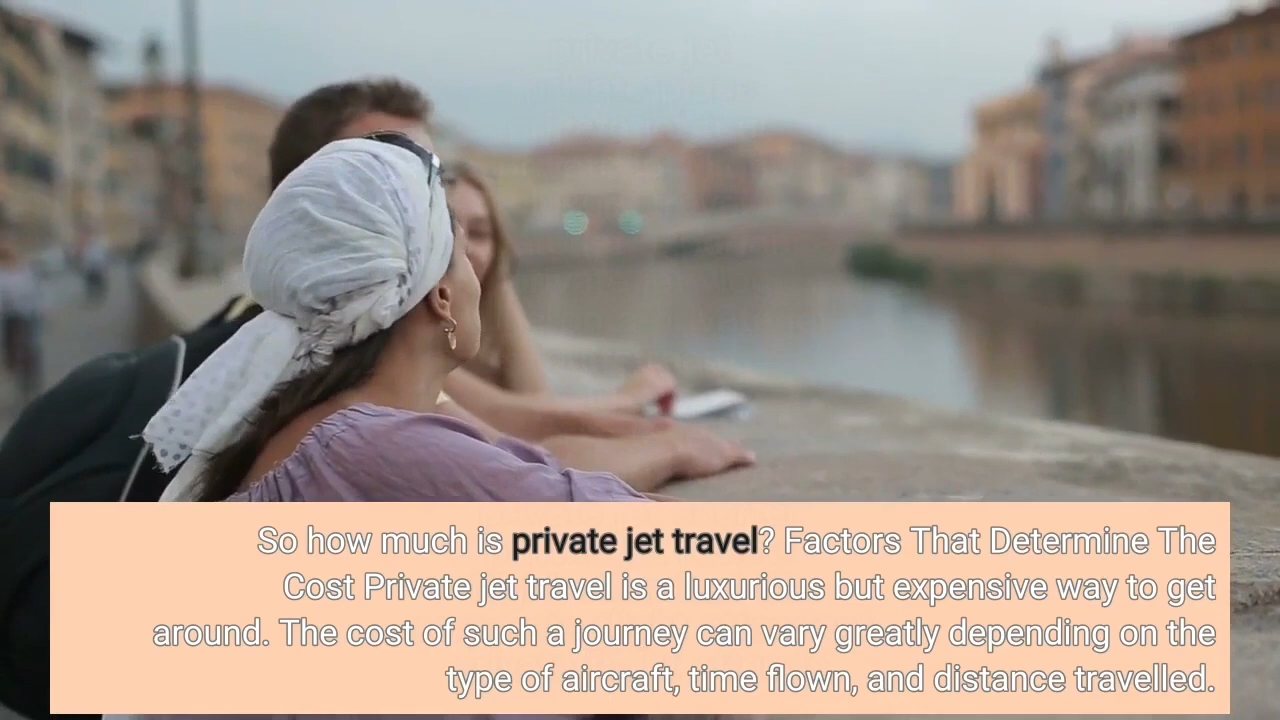 So how much is private jet travel? Factors That Determine The
Cost Private jet travel is a luxurious but expensive way to get
around. The cost of such a journey can vary greatly depending on the
type of aircraft, time flown, and distance travelled.